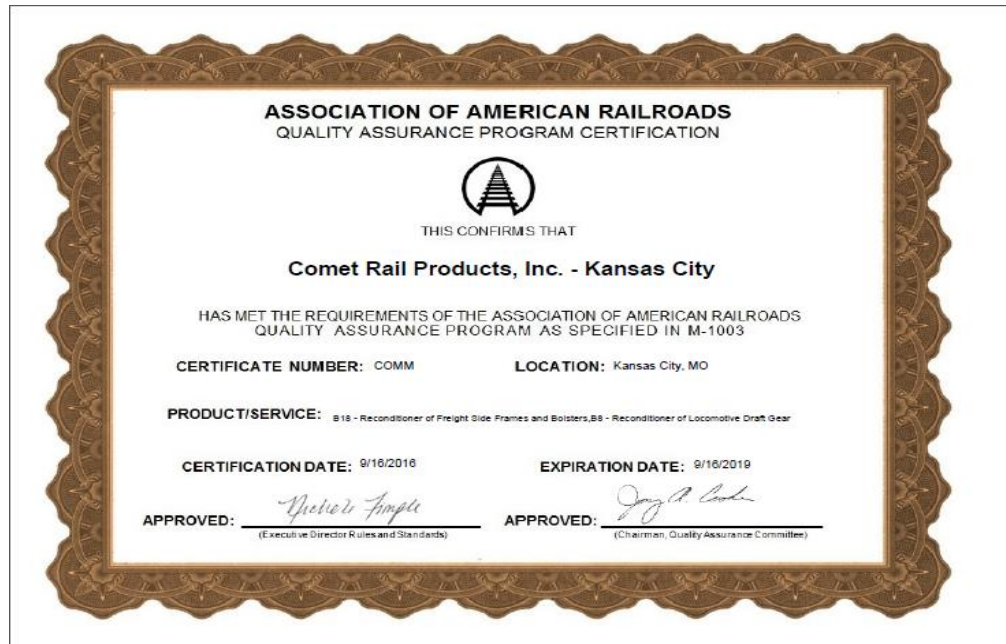 ASSOCIATION OF AMERICAN RAILROADS
QUALITY ASSURANCE PROGRAM CERTIFICATION
THIS CONFIRMS THAT
Comet Rail Products, Inc. - Kansas City
HAS MET THE REQUIREMENTS OF THE ASSOCIATION OF AMERICAN RAILROADS
QUALITY ASSURANCE PROGRAM AS SPECIFIED IN M-1003
CERTIFICATE NUMBER: COMM LOCATION: Kansas City, MO
PRODUCT/SERVICE: B18 - Reconditioner of Freight Side Frames and Bolsters,B8 - Reconditioner of Locomotive Draft Gear
CERTIFICATION DATE: 9/16/2016 EXPIRATION DATE: 9/16/2019
APPROVED: APPROVED:
(Executive Director Rules and Standards) (Chairman, Quality Assurance Committee)